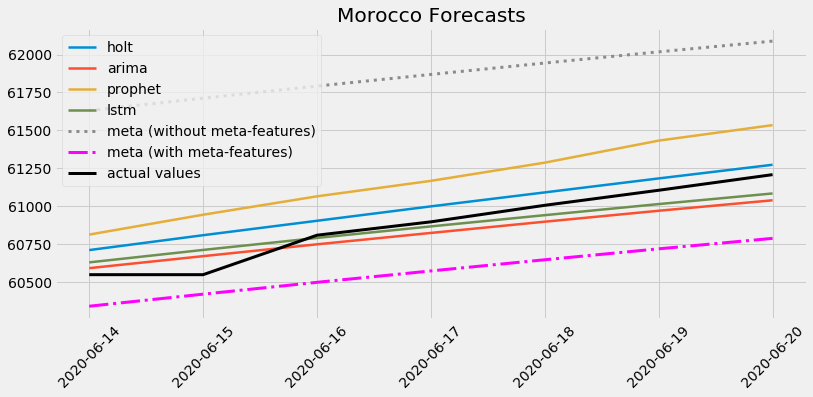 Morocco Forecasts
holt
arima
prophet
lstm
meta (without meta-features)
meta (with meta-features)
actual values
62000
61750
61500
61250
61000
60750
60500
2020-06-14
2020-06-15
2020-06-16
2020-06-17
2020-06-18
2020-06-19
2020-06-20